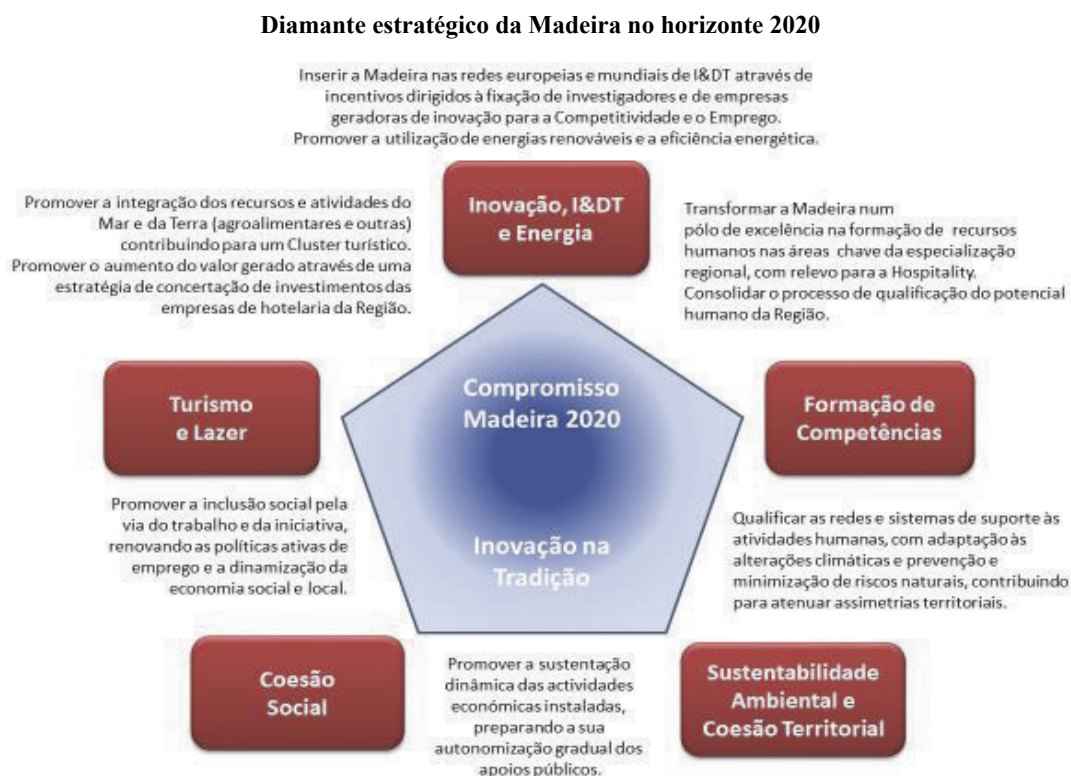 Diamante estratégico da Madeira no horizonte 2020
Inserir a Madeira nas redes europeias e mundiais de I&DT através de
incentivos dirigidos à fixação de investigadores e de empresas
geradoras de inovação para a Competitividade e o Emprego.
Promover a utilização de energias renováveis e a eficiência energética.
Inovação, I&DT
e Energia
Promover a integração dos recursos e atividades do
Mar e da Terra (agroalimentares e outras)
contribuindo para um Cluster turístico.
Promover o aumento do valor gerado através de uma
estratégia de concertação de investimentos das
empresas de hotelaria da Região.
Transformar a Madeira num
pólo de excelência na formação de recursos
humanos nas áreas chave da especialização
regional, com relevo para a Hospitality.
Consolidar o processo de qualificação do potencial
humano da Região.
Turismo
e Lazer
Compromisso
Madeira 2020
Formação de
Competências
Promover a inclusão social pela
via do trabalho e da iniciativa,
renovando as políticas ativas de
emprego e a dinamização da
economia social e local.
Inovação na
Tradição
Qualificar as redes e sistemas de suporte às
atividades humanas, com adaptação às
alterações climáticas e prevenção e
minimização de riscos naturais, contribuindo
para atenuar assimetrias territoriais.
Coesão
Social
Promover a sustentação
dinâmica das actividades
económicas instaladas,
preparando a sua
autonomização gradual dos
apoios públicos.
Sustentabilidade
Ambiental e
Coesão Territorial